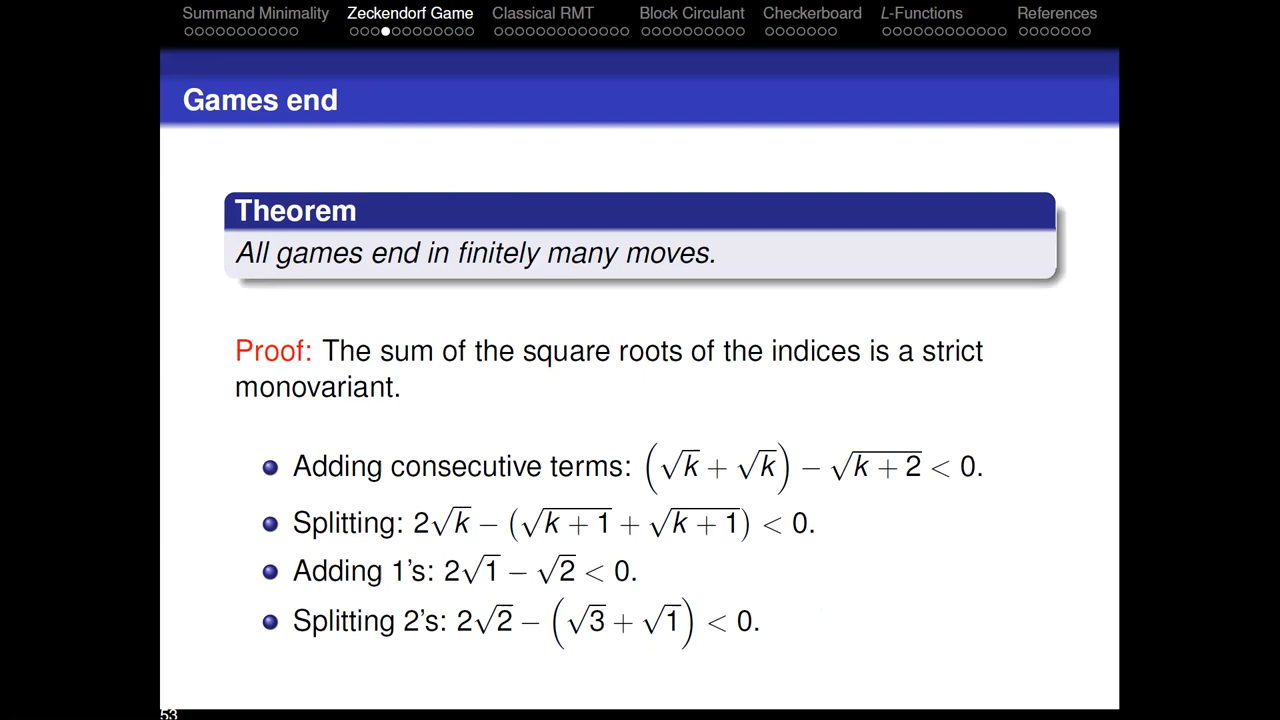 Summand Minimality Zeckendorf Game Classical RMT Block Circulant Checkerboard L-Functions References
Games end
Theorem
All games end in finitely many moves.
Proof: The sum of the square roots of the indices is a strict
monovariant.
Adding consecutive terms: (√k + √k) − √k + 2 < 0.
Splitting: 2√k − (√k + 1 + √k + 1) < 0.
Adding 1's: 2√1 − √2 < 0.
Splitting 2's: 2√2 − (√3 + √1) < 0.
53